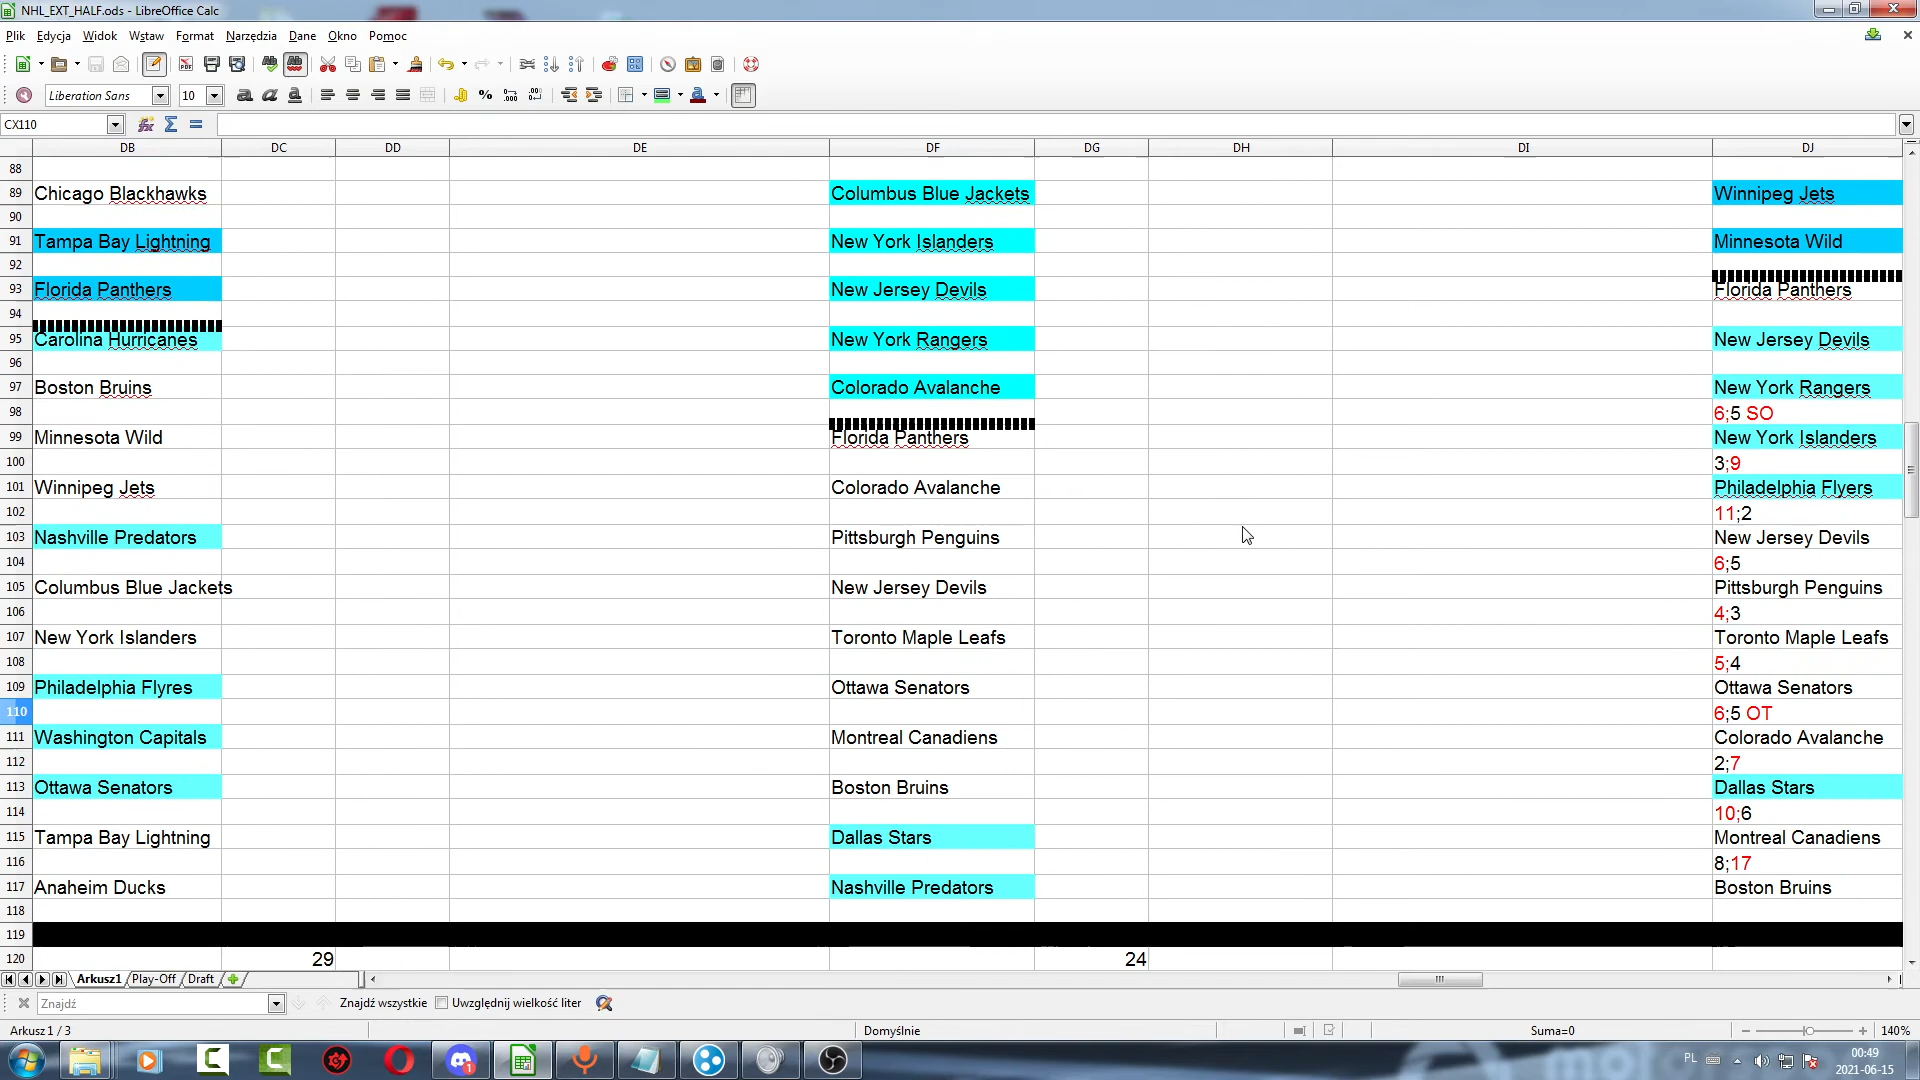 NHL_EXT_HALF.ods - LibreOffice Calc
Plik Edycja Widok Wstaw Format Narzędzia Dane Okno Pomoc
Liberation Sans 10
CX110
DB DC DD DE DF DG DH DI DJ
88
89 Chicago Blackhawks Columbus Blue Jackets Winnipeg Jets
90
91 Tampa Bay Lightning New York Islanders Minnesota Wild
92
93 Florida Panthers New Jersey Devils Florida Panthers
94
95 Carolina Hurricanes New York Rangers New Jersey Devils
96
97 Boston Bruins Colorado Avalanche New York Rangers
98 6;5 SO
99 Minnesota Wild Florida Panthers New York Islanders
100 3;9
101 Winnipeg Jets Colorado Avalanche Philadelphia Flyers
102 11;2
103 Nashville Predators Pittsburgh Penguins New Jersey Devils
104 6;5
105 Columbus Blue Jackets New Jersey Devils Pittsburgh Penguins
106 4;3
107 New York Islanders Toronto Maple Leafs Toronto Maple Leafs
108 5;4
109 Philadelphia Flyres Ottawa Senators Ottawa Senators
110 6;5 OT
111 Washington Capitals Montreal Canadiens Colorado Avalanche
112 2;7
113 Ottawa Senators Boston Bruins Dallas Stars
114 10;6
115 Tampa Bay Lightning Dallas Stars Montreal Canadiens
116 8;17
117 Anaheim Ducks Nashville Predators Boston Bruins
118
119
120 29 24
Arkusz1 Play-Off Draft
Znajdź Znajdź wszystkie Uwzględnij wielkość liter
Arkusz 1 / 3 Domyślnie Suma=0 140%
PL 00:49
2021-06-15